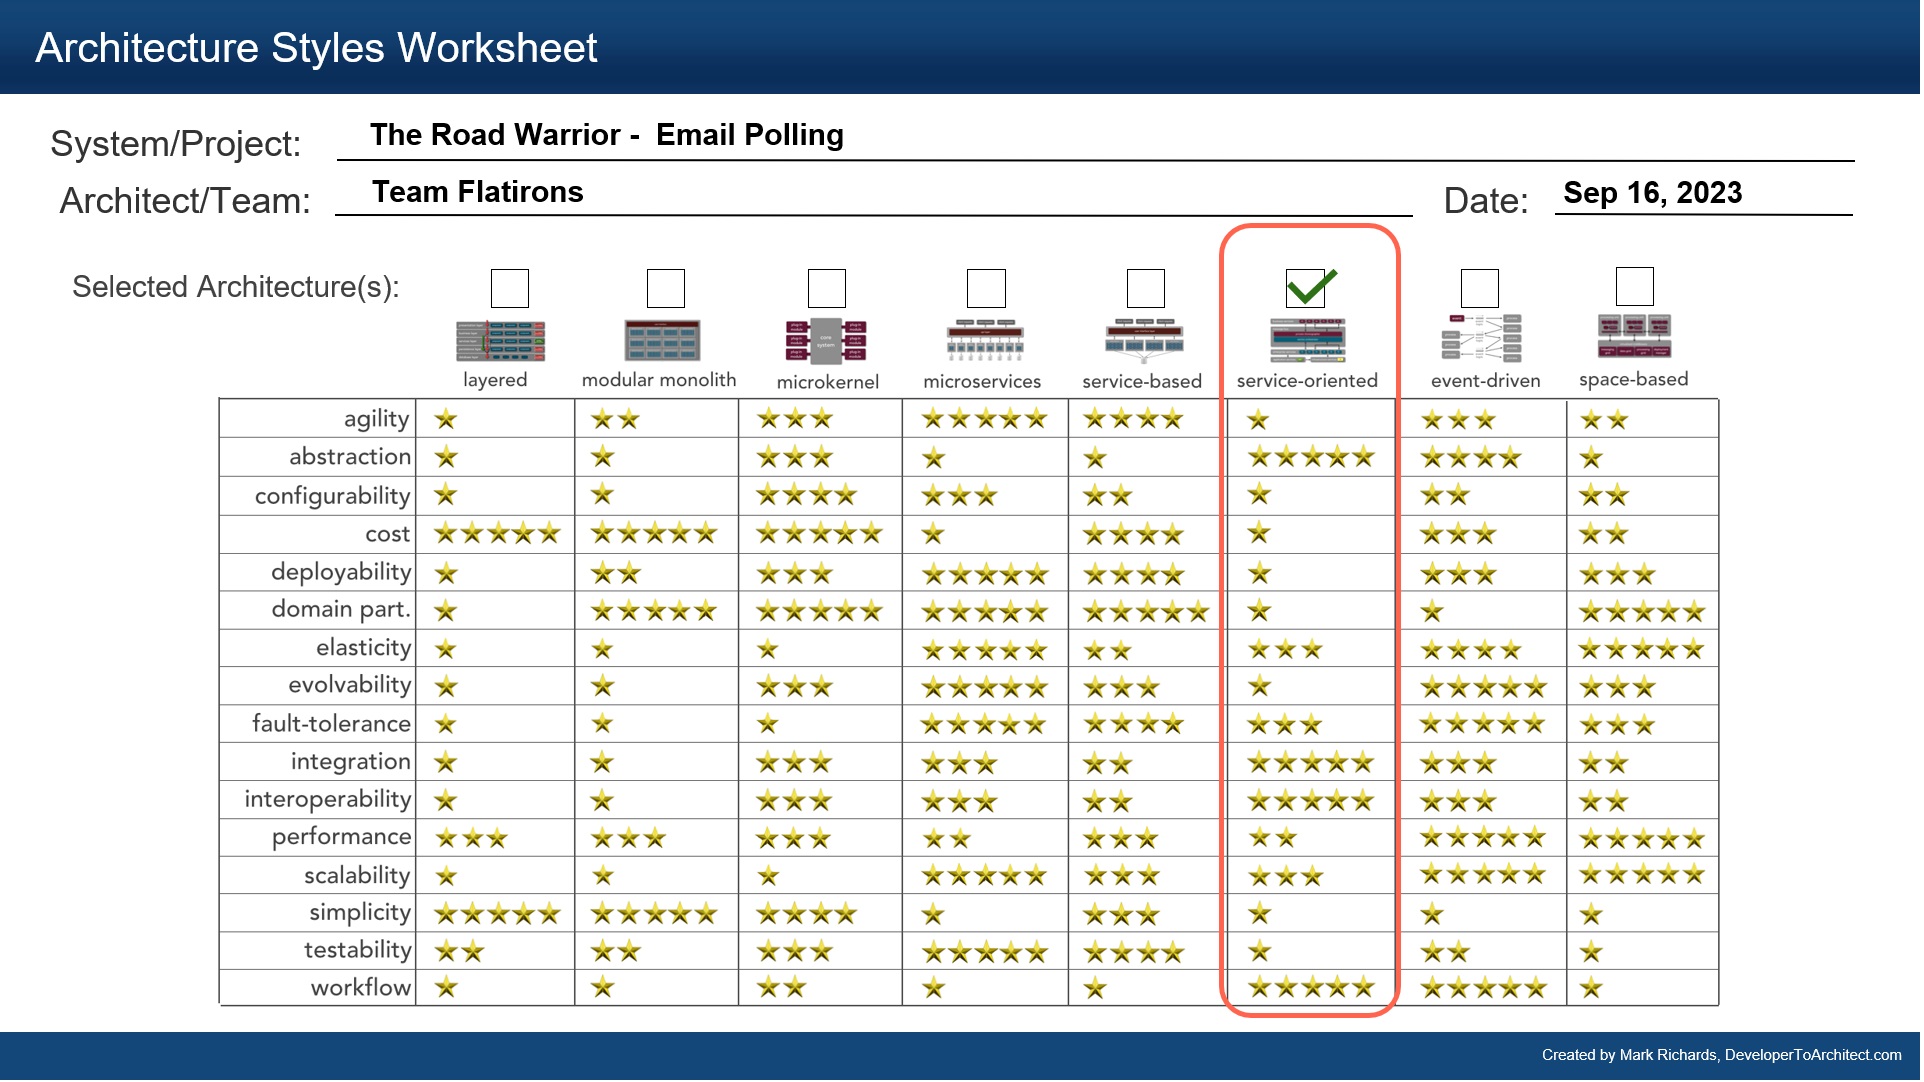 Architecture Styles Worksheet
System/Project: The Road Warrior - Email Polling
Architect/Team: Team Flatirons Date: Sep 16, 2023
Selected Architecture(s):
core
system
layered modular monolith microkernel microservices service-based service-oriented event-driven space-based
agility
abstraction
configurability
cost
deployability
domain part.
elasticity
evolvability
fault-tolerance
integration
interoperability
performance
scalability
simplicity
testability
workflow
Created by Mark Richards, DeveloperToArchitect.com